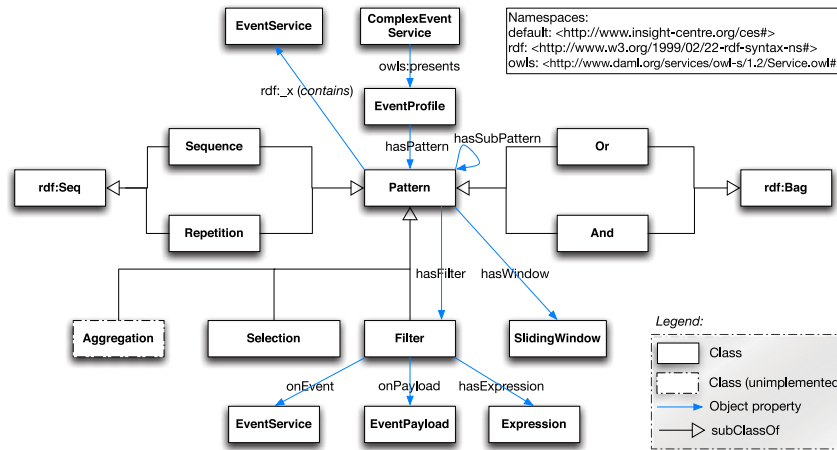 EventService
ComplexEvent
Service
Namespaces:
default: <http://www.insight-centre.org/ces#>
rdf: <http://www.w3.org/1999/02/22-rdf-syntax-ns#>
owls: <http://www.daml.org/services/owl-s/1.2/Service.owl#
owls:presents
rdf:_x (contains)
EventProfile
hasSubPattern
hasPattern
Sequence
Or
rdf:Seq
Pattern
rdf:Bag
Repetition
And
hasFilter
hasWindow
Aggregation
Selection
Filter
SlidingWindow
Legend:
Class
Class (unimplemented
Object property
subClassOf
onEvent
onPayload
hasExpression
EventService
EventPayload
Expression